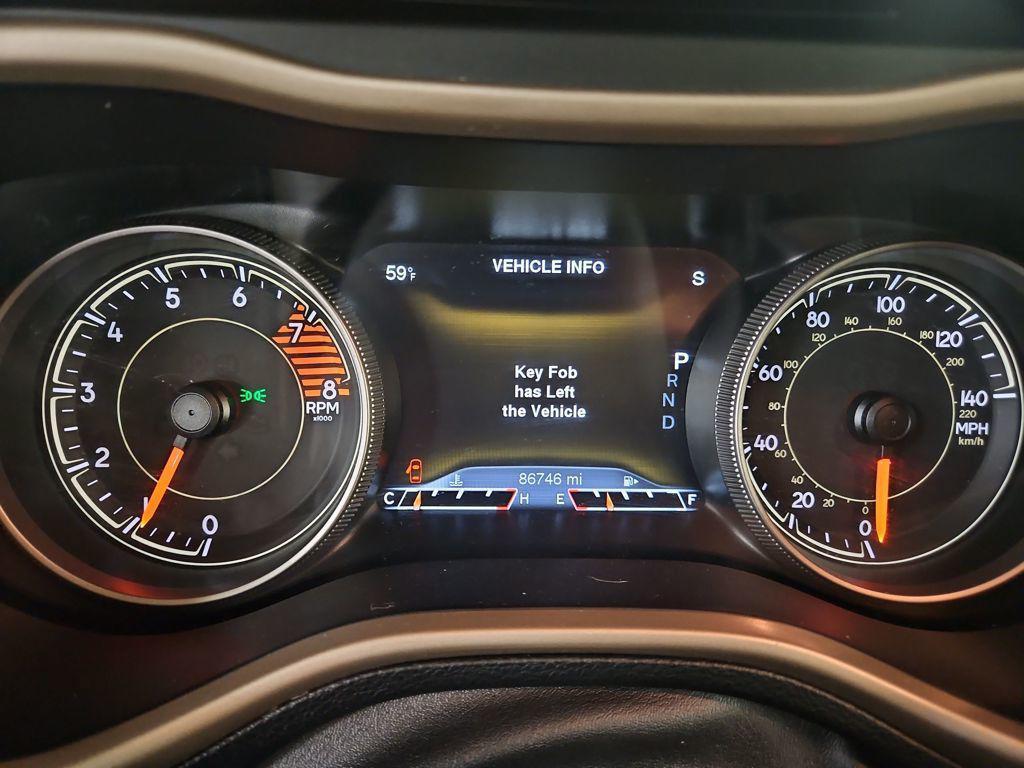 59°F
VEHICLE INFO
S
Key Fob
has Left
the Vehicle
P
R
N
D
86746 mi
C
H
E
F
0
1
2
3
4
5
6
7
8
RPM
x1000
0
20
40
60
80
100
120
140
MPH
km/h
0
20
40
60
80
100
120
140
160
180
200
220